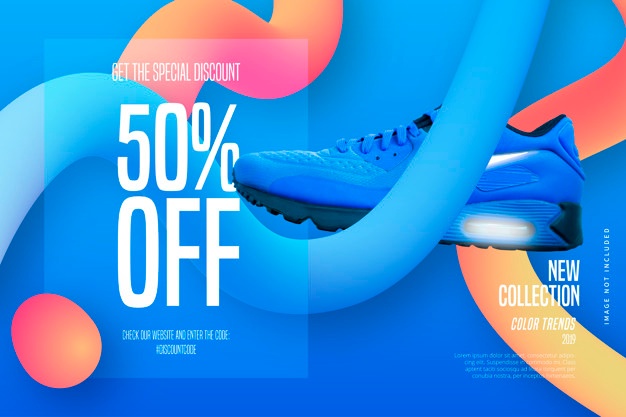 GET THE SPECIAL DISCOUNT
50%
OFF
CHECK OUR WEBSITE AND ENTER THE CODE:
#DISCOUNTCODE
NEW
COLLECTION
COLOR TRENDS
2019
IMAGE NOT INCLUDED